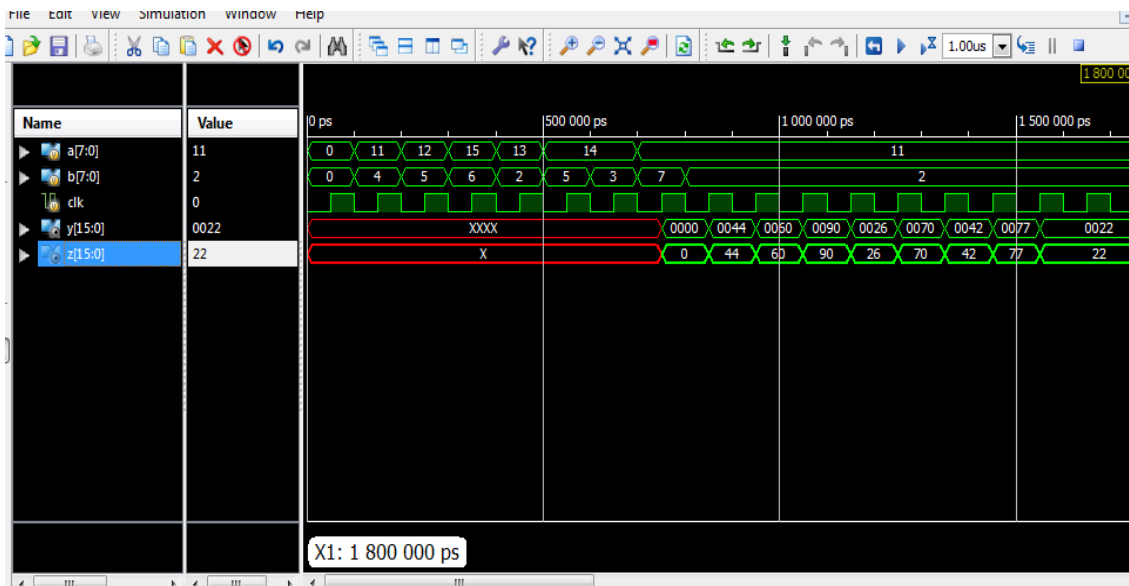 File Edit View Simulation Window Help
1.00us
1 800 00
Name Value 0 ps 500 000 ps 1 000 000 ps 1 500 000 ps
a[7:0] 11 0 11 12 15 13 14 11
b[7:0] 2 0 4 5 6 2 5 3 7 2
clk 0
y[15:0] 0022 XXXX 0000 0044 0060 0090 0026 0070 0042 0077 0022
z[15:0] 22 X 0 44 60 90 26 70 42 77 22
X1: 1 800 000 ps